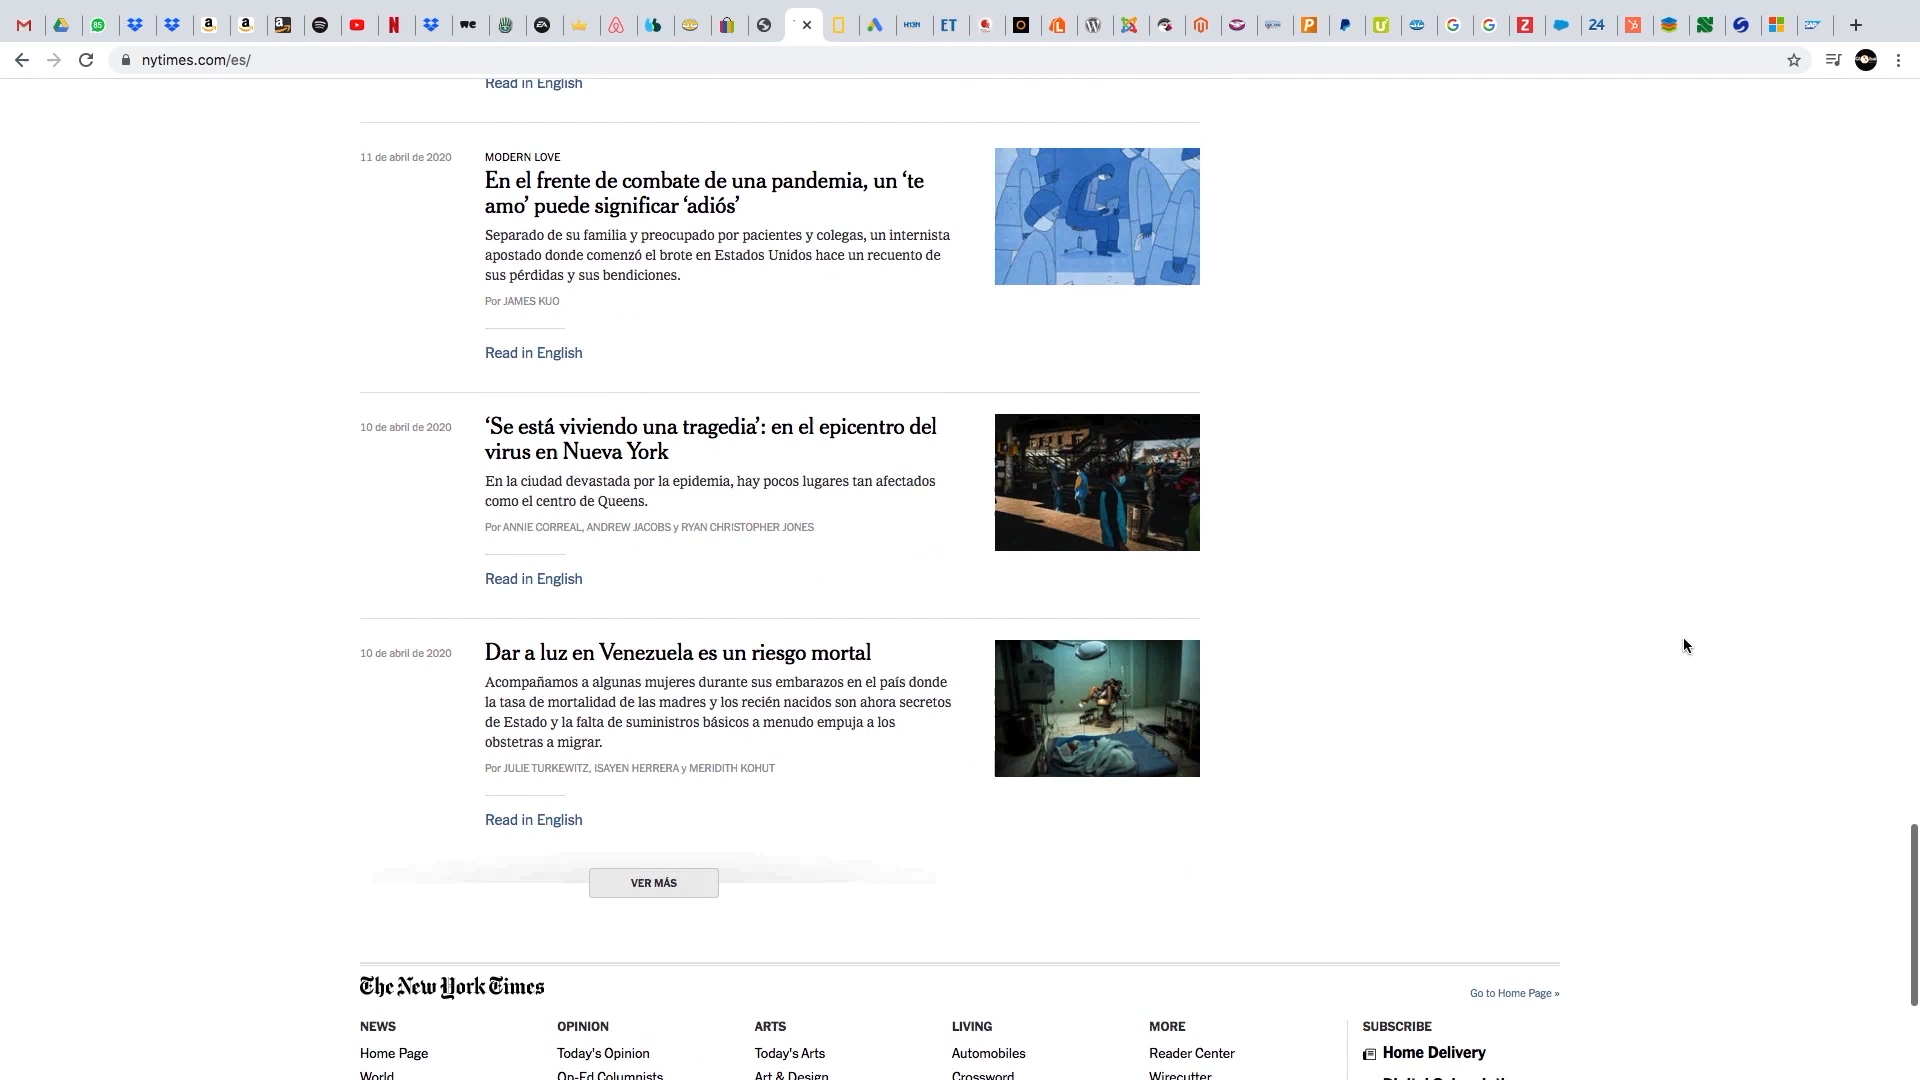 nytimes.com/es/
Read in English
11 de abril de 2020
MODERN LOVE
En el frente de combate de una pandemia, un ‘te
amo’ puede significar ‘adiós’
Separado de su familia y preocupado por pacientes y colegas, un internista
apostado donde comenzó el brote en Estados Unidos hace un recuento de
sus pérdidas y sus bendiciones.
Por JAMES KUO
Read in English
10 de abril de 2020
‘Se está viviendo una tragedia’: en el epicentro del
virus en Nueva York
En la ciudad devastada por la epidemia, hay pocos lugares tan afectados
como el centro de Queens.
Por ANNIE CORREAL, ANDREW JACOBS y RYAN CHRISTOPHER JONES
Read in English
10 de abril de 2020
Dar a luz en Venezuela es un riesgo mortal
Acompañamos a algunas mujeres durante sus embarazos en el país donde
la tasa de mortalidad de las madres y los recién nacidos son ahora secretos
de Estado y la falta de suministros básicos a menudo empuja a los
obstetras a migrar.
Por JULIE TURKEWITZ, ISAYEN HERRERA y MERIDITH KOHUT
Read in English
VER MÁS
The New York Times
Go to Home Page »
NEWS OPINION ARTS LIVING MORE SUBSCRIBE
Home Page Today's Opinion Today's Arts Automobiles Reader Center Home Delivery
World Op-Ed Columnists Art & Design Crossword Wirecutter